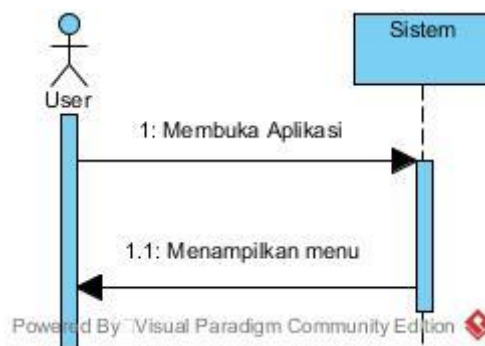 Sistem
User
1: Membuka Aplikasi
1.1: Menampilkan menu
Powered By Visual Paradigm Community Edition